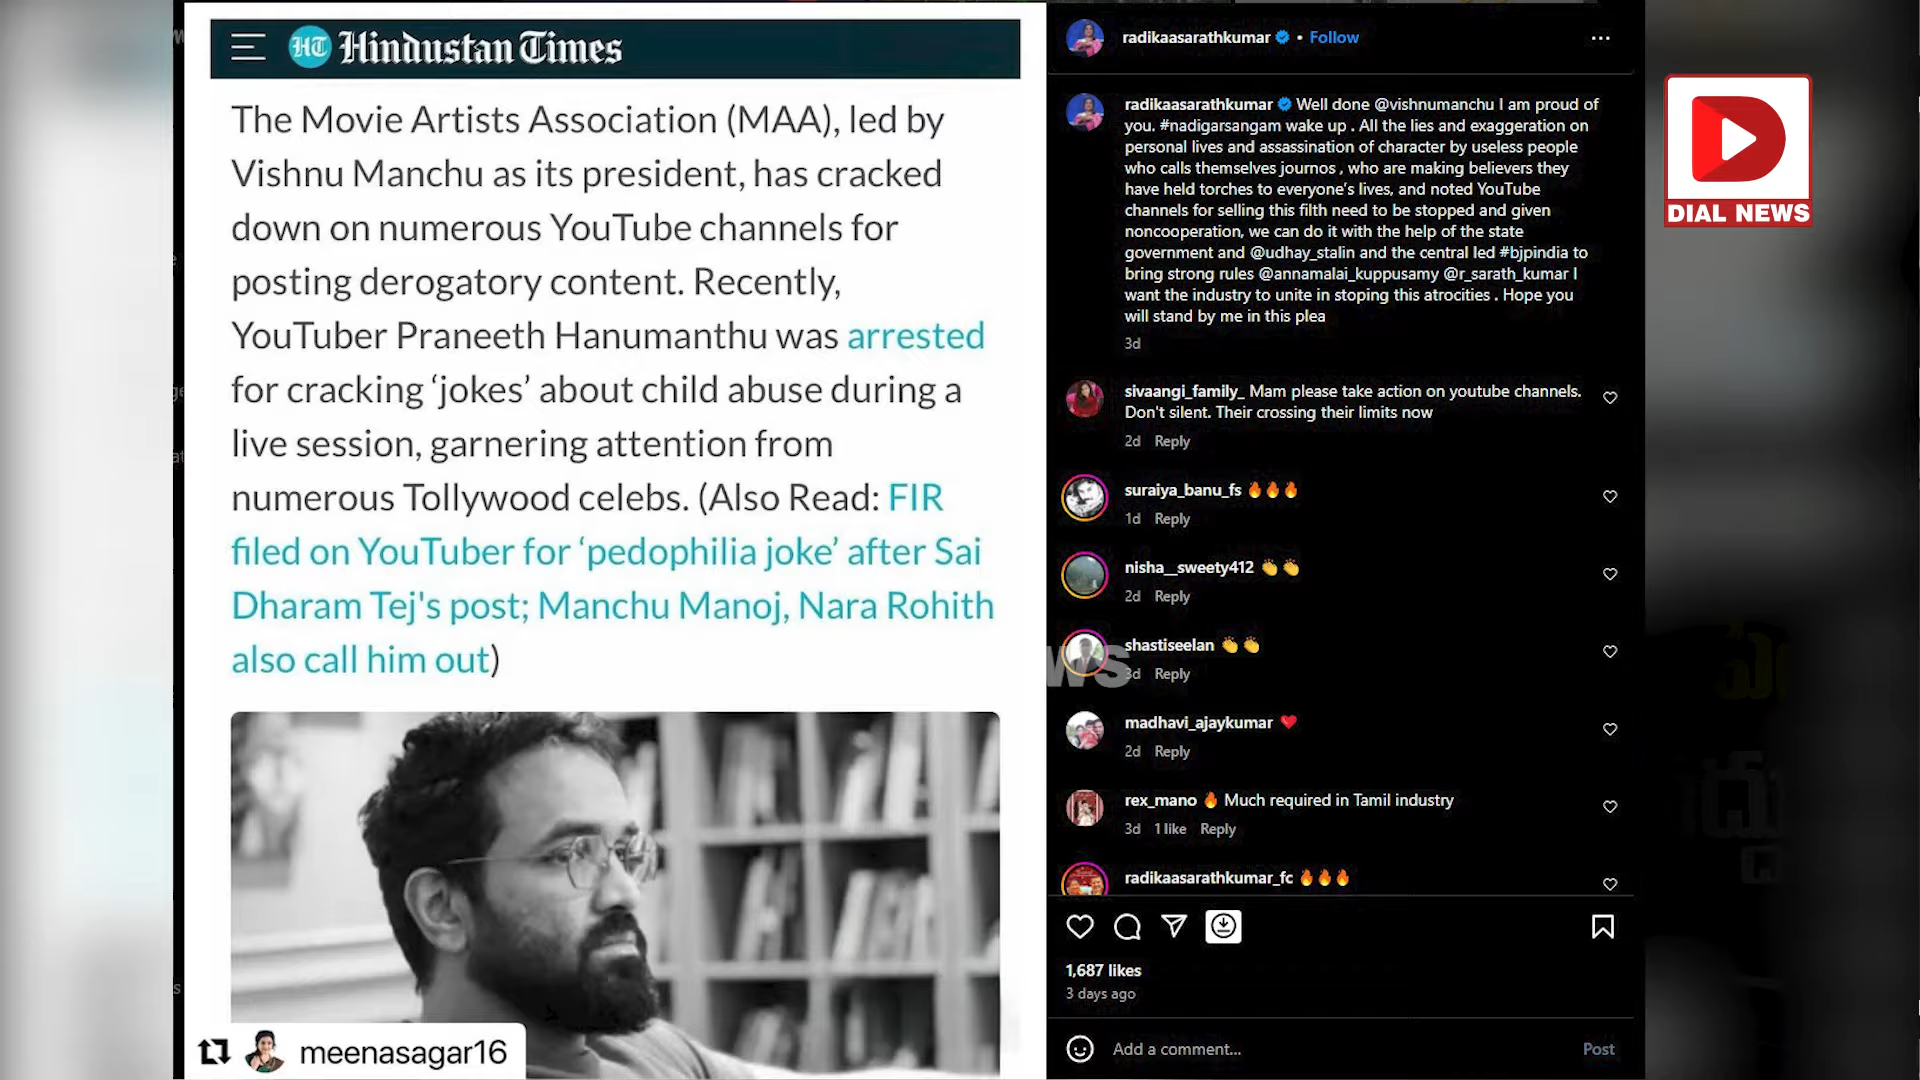 HT Hindustan Times
The Movie Artists Association (MAA), led by
Vishnu Manchu as its president, has cracked
down on numerous YouTube channels for
posting derogatory content. Recently,
YouTuber Praneeth Hanumanthu was arrested
for cracking ‘jokes’ about child abuse during a
live session, garnering attention from
numerous Tollywood celebs. (Also Read: FIR
filed on YouTuber for ‘pedophilia joke’ after Sai
Dharam Tej's post; Manchu Manoj, Nara Rohith
also call him out)
meenasagar16
radikaasarathkumar • Follow
radikaasarathkumar Well done @vishnumanchu I am proud of
you. #nadigarsangam wake up . All the lies and exaggeration on
personal lives and assassination of character by useless people
who calls themselves journos , who are making believers they
have held torches to everyone's lives, and noted YouTube
channels for selling this filth need to be stopped and given
noncooperation, we can do it with the help of the state
government and @udhay_stalin and the central led #bjpindia to
bring strong rules @annamalai_kuppusamy @r_sarath_kumar I
want the industry to unite in stoping this atrocities . Hope you
will stand by me in this plea
3d
sivaangi_family_ Mam please take action on youtube channels.
Don't silent. Their crossing their limits now
2d Reply
suraiya_banu_fs 🔥🔥🔥
1d Reply
nisha__sweety412 👏👏
2d Reply
shastiseelan 👏👏
3d Reply
madhavi_ajaykumar ❤️
2d Reply
rex_mano 🔥 Much required in Tamil industry
3d 1 like Reply
radikaasarathkumar_fc 🔥🔥🔥
1,687 likes
3 days ago
Add a comment... Post
DIAL NEWS